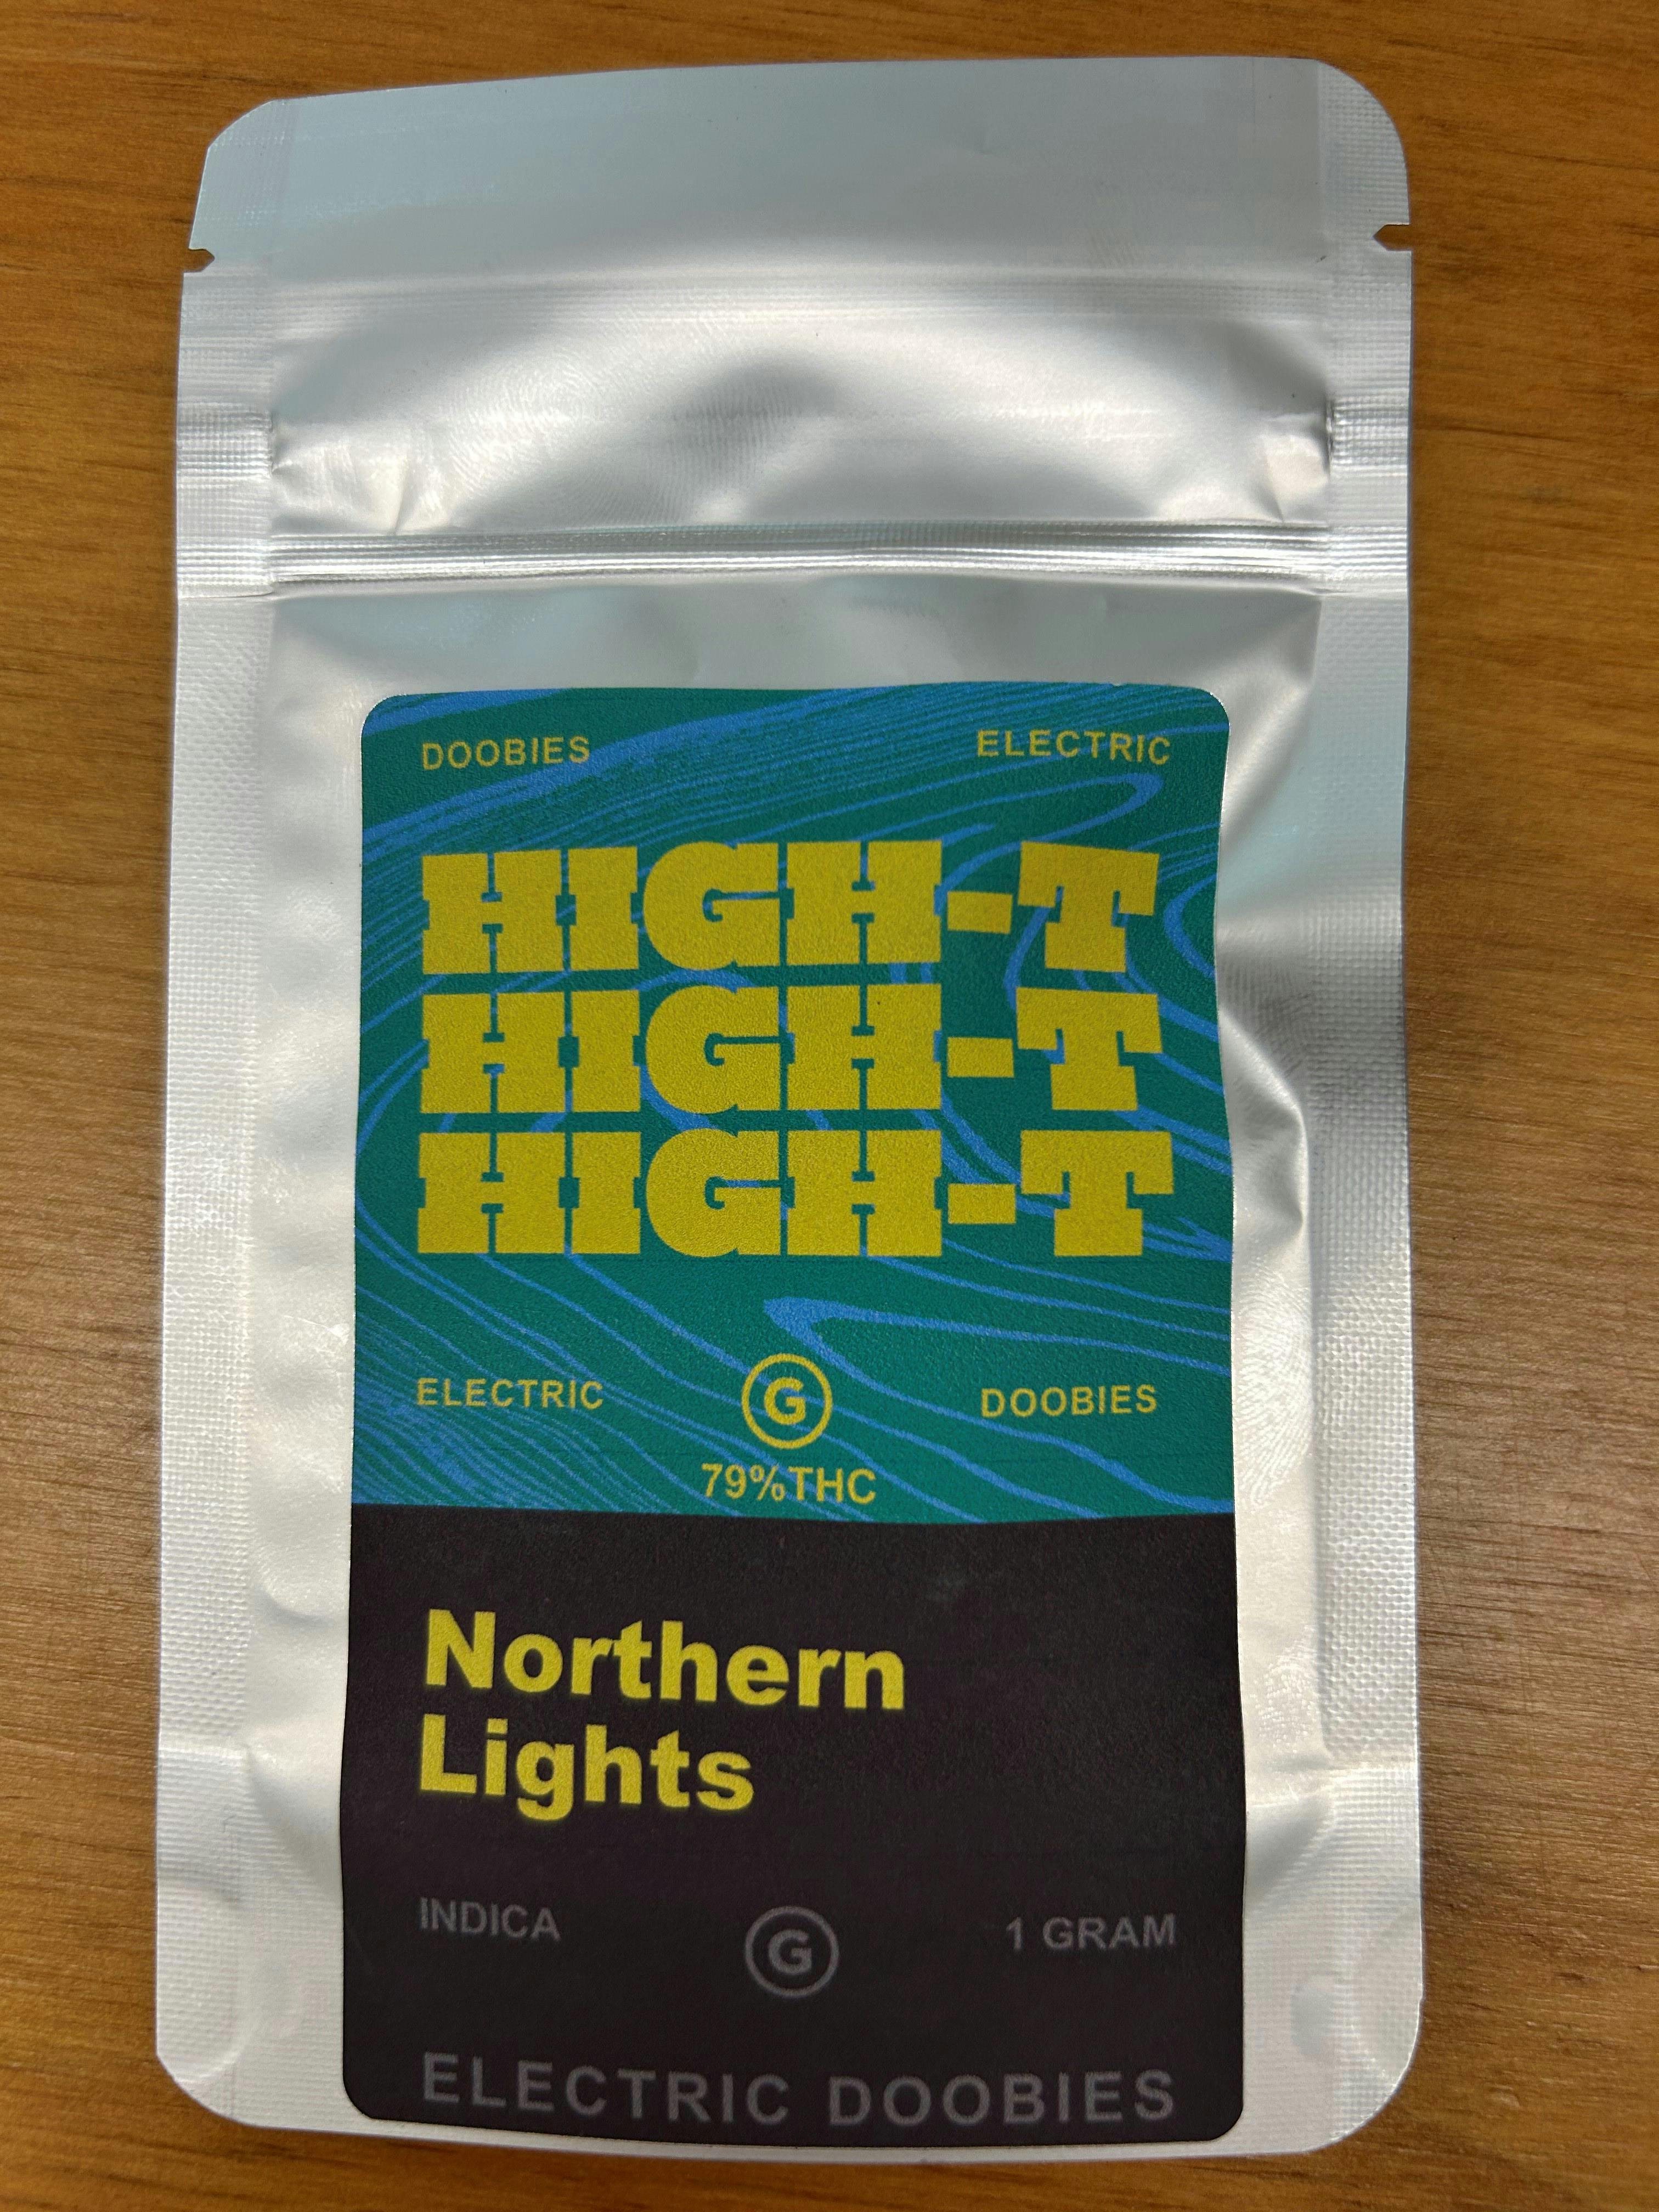 DOOBIES ELECTRIC
HIGH-T
HIGH-T
HIGH-T
ELECTRIC G DOOBIES
79%THC
Northern
Lights
INDICA G 1 GRAM
ELECTRIC DOOBIES